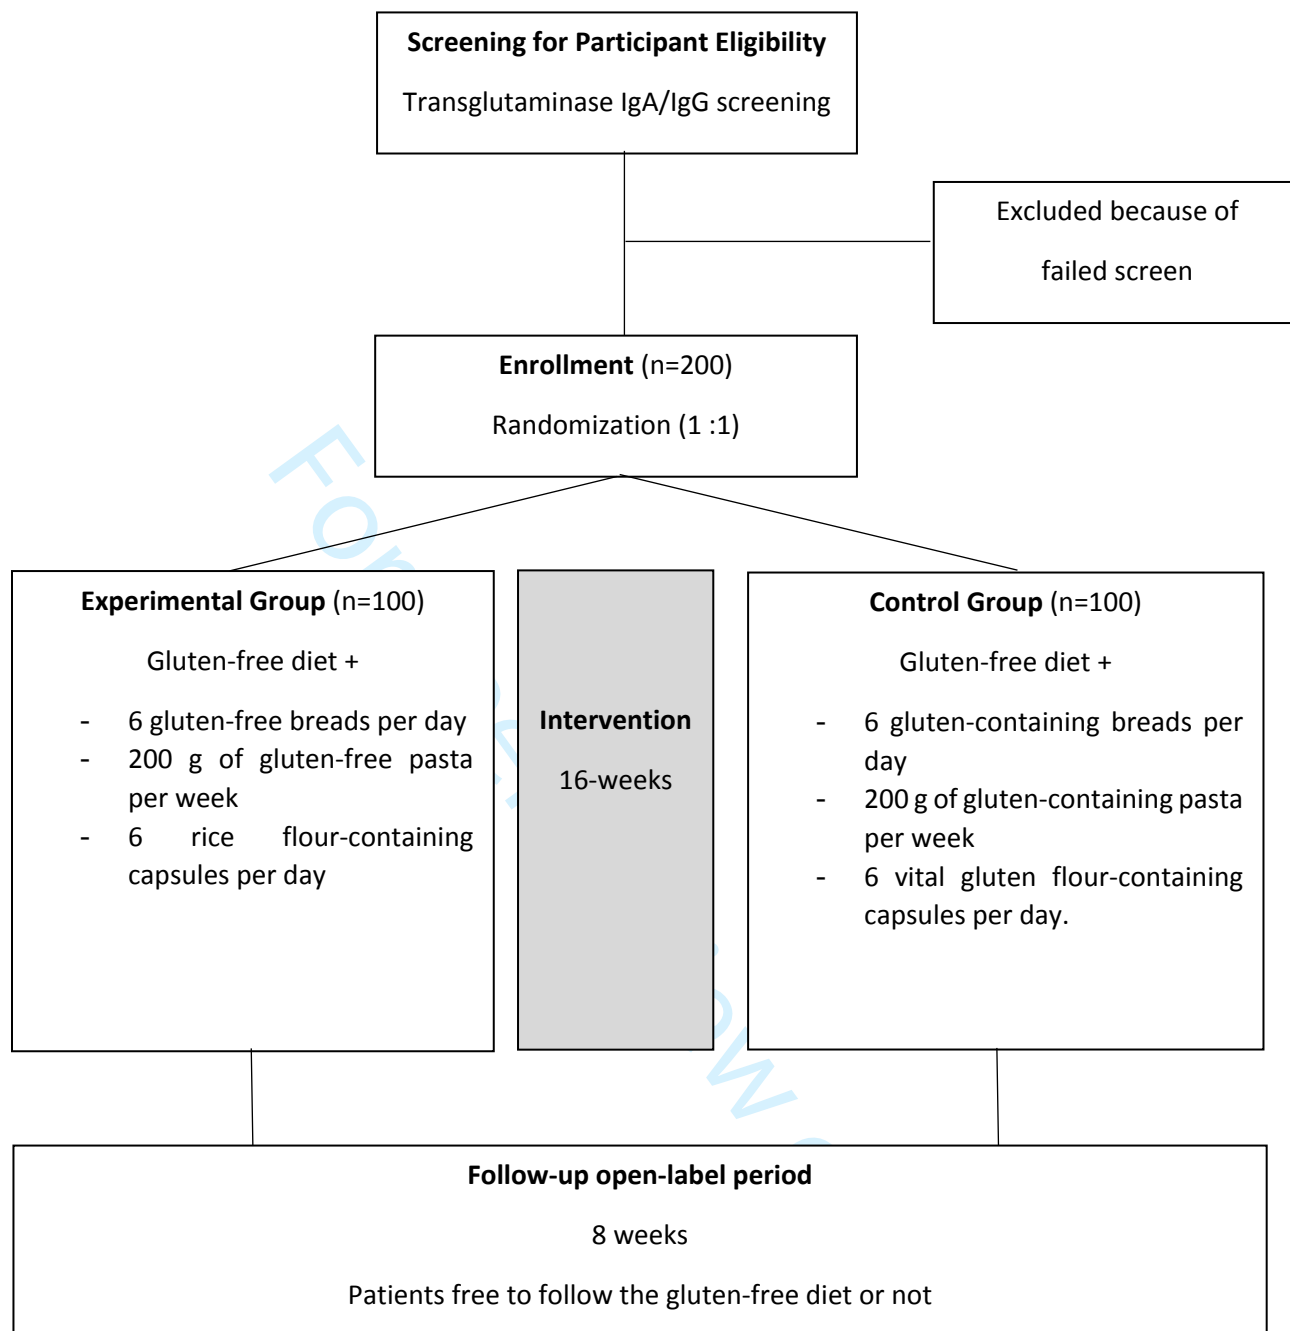 Screening for Participant Eligibility
Transglutaminase IgA/IgG screening
Excluded because of
failed screen
Enrollment (n=200)
Randomization (1 :1)
Experimental Group (n=100)
Gluten-free diet +
- 6 gluten-free breads per day
- 200 g of gluten-free pasta
per week
- 6 rice flour-containing
capsules per day
Intervention
16-weeks
Control Group (n=100)
Gluten-free diet +
- 6 gluten-containing breads per
day
- 200 g of gluten-containing pasta
per week
- 6 vital gluten flour-containing
capsules per day.
Follow-up open-label period
8 weeks
Patients free to follow the gluten-free diet or not